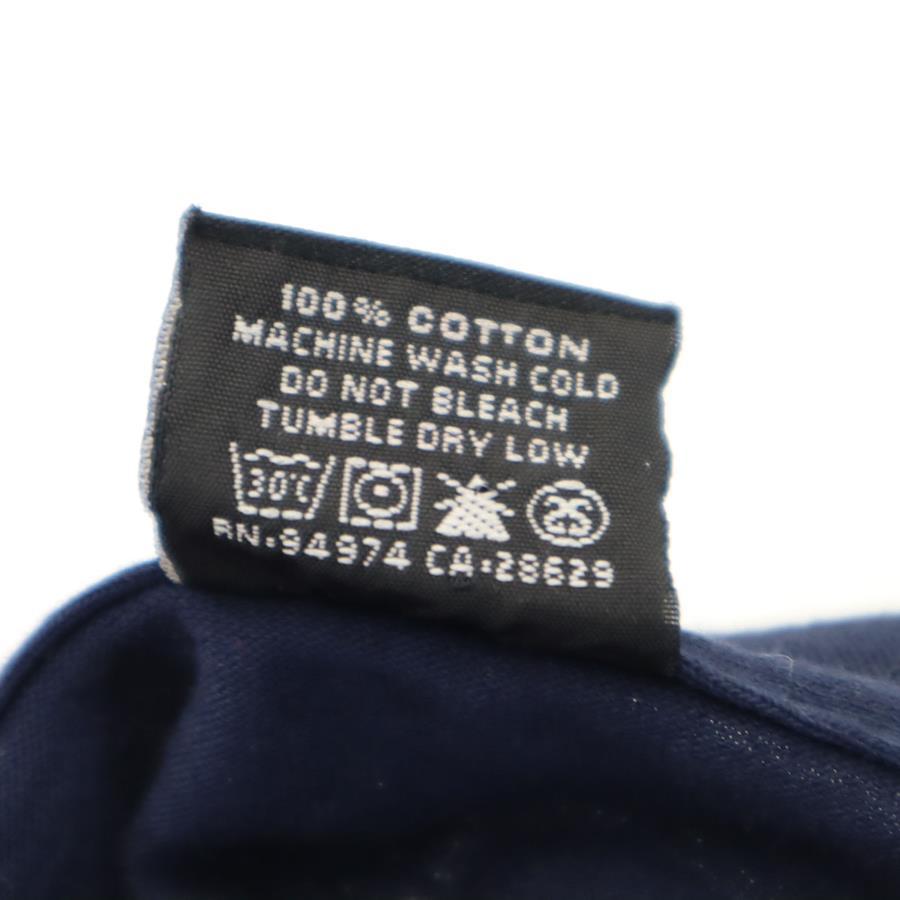 100% COTTON
MACHINE WASH COLD
DO NOT BLEACH
TUMBLE DRY LOW
30°C
RN:94974 CA:28629